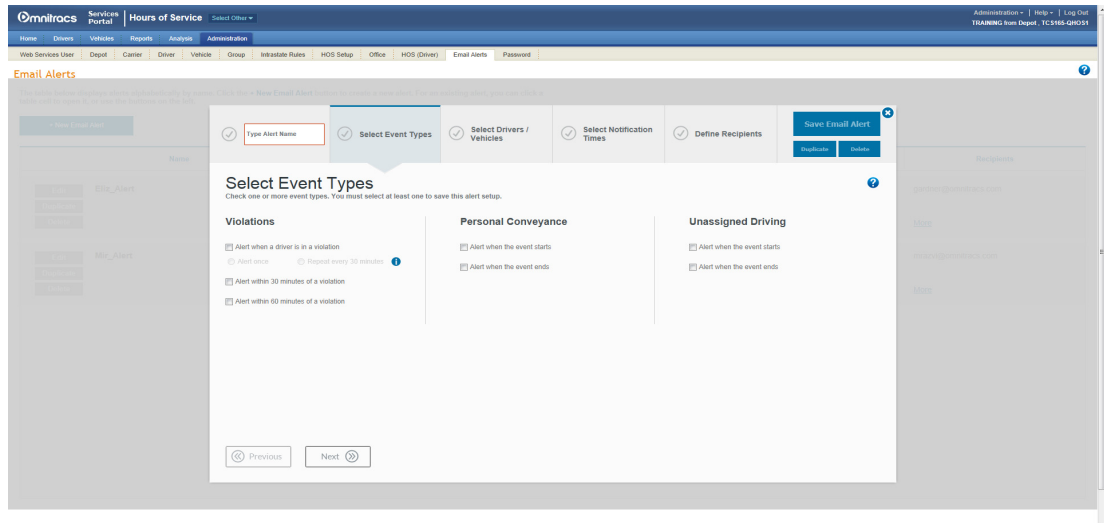 Omnitracs Services Portal Hours of Service Select Other
Administration | Help | Log Out
TRAINING from Depot , TCS165-QHOS1
Home Drivers Vehicles Reports Analysis Administration
Web Services User Depot Carrier Driver Vehicle Group Intrastate Rules HOS Setup Office HOS (Driver) Email Alerts Password
Email Alerts
+ New Email Alert
Name
Recipients
Type Alert Name
Select Event Types
Select Drivers / Vehicles
Select Notification Times
Define Recipients
Save Email Alert
Duplicate Delete
Select Event Types
Check one or more event types. You must select at least one to save this alert setup.
Violations
Alert when a driver is in a violation
Alert once Repeat every 30 minutes
Alert within 30 minutes of a violation
Alert within 60 minutes of a violation
Personal Conveyance
Alert when the event starts
Alert when the event ends
Unassigned Driving
Alert when the event starts
Alert when the event ends
More
More
Previous Next